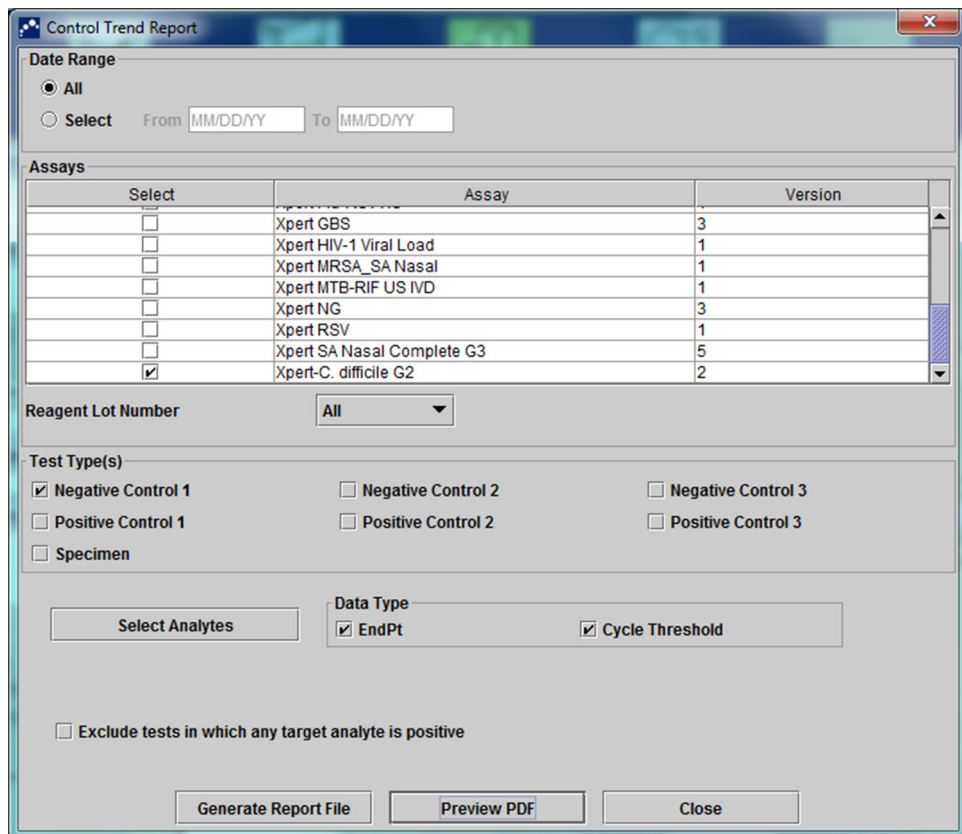 Control Trend Report
Date Range
All
Select From MM/DD/YY To MM/DD/YY
Assays
Select Assay Version
Xpert GBS 3
Xpert HIV-1 Viral Load 1
Xpert MRSA_SA Nasal 1
Xpert MTB-RIF US IVD 1
Xpert NG 3
Xpert RSV 1
Xpert SA Nasal Complete G3 5
Xpert-C. difficile G2 2
Reagent Lot Number All
Test Type(s)
Negative Control 1 Negative Control 2 Negative Control 3
Positive Control 1 Positive Control 2 Positive Control 3
Specimen
Data Type
Select Analytes EndPt Cycle Threshold
Exclude tests in which any target analyte is positive
Generate Report File Preview PDF Close